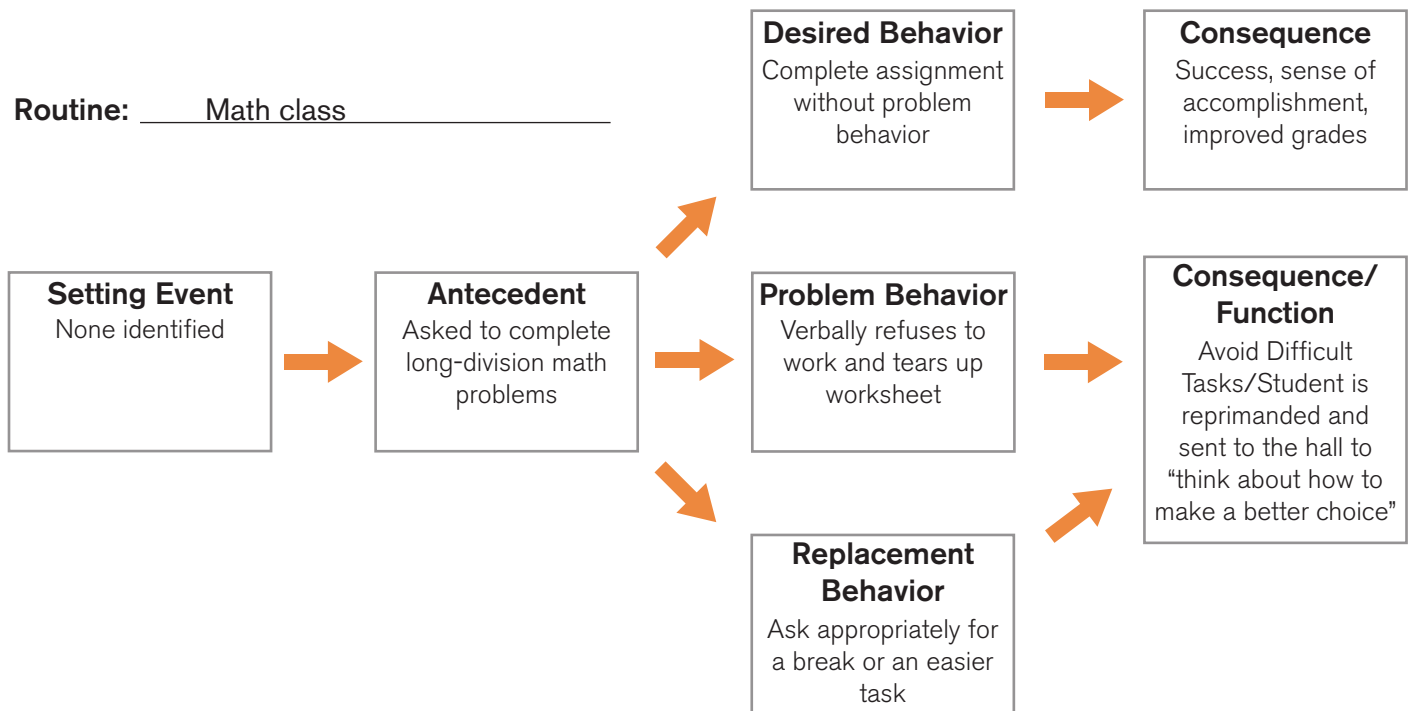 Desired Behavior
Complete assignment
without problem
behavior
Consequence
Success, sense of
accomplishment,
improved grades
Routine: Math class
Setting Event
None identified
Antecedent
Asked to complete
long-division math
problems
Problem Behavior
Verbally refuses to
work and tears up
worksheet
Consequence/
Function
Avoid Difficult
Tasks/Student is
reprimanded and
sent to the hall to
“think about how to
make a better choice”
Replacement
Behavior
Ask appropriately for
a break or an easier
task